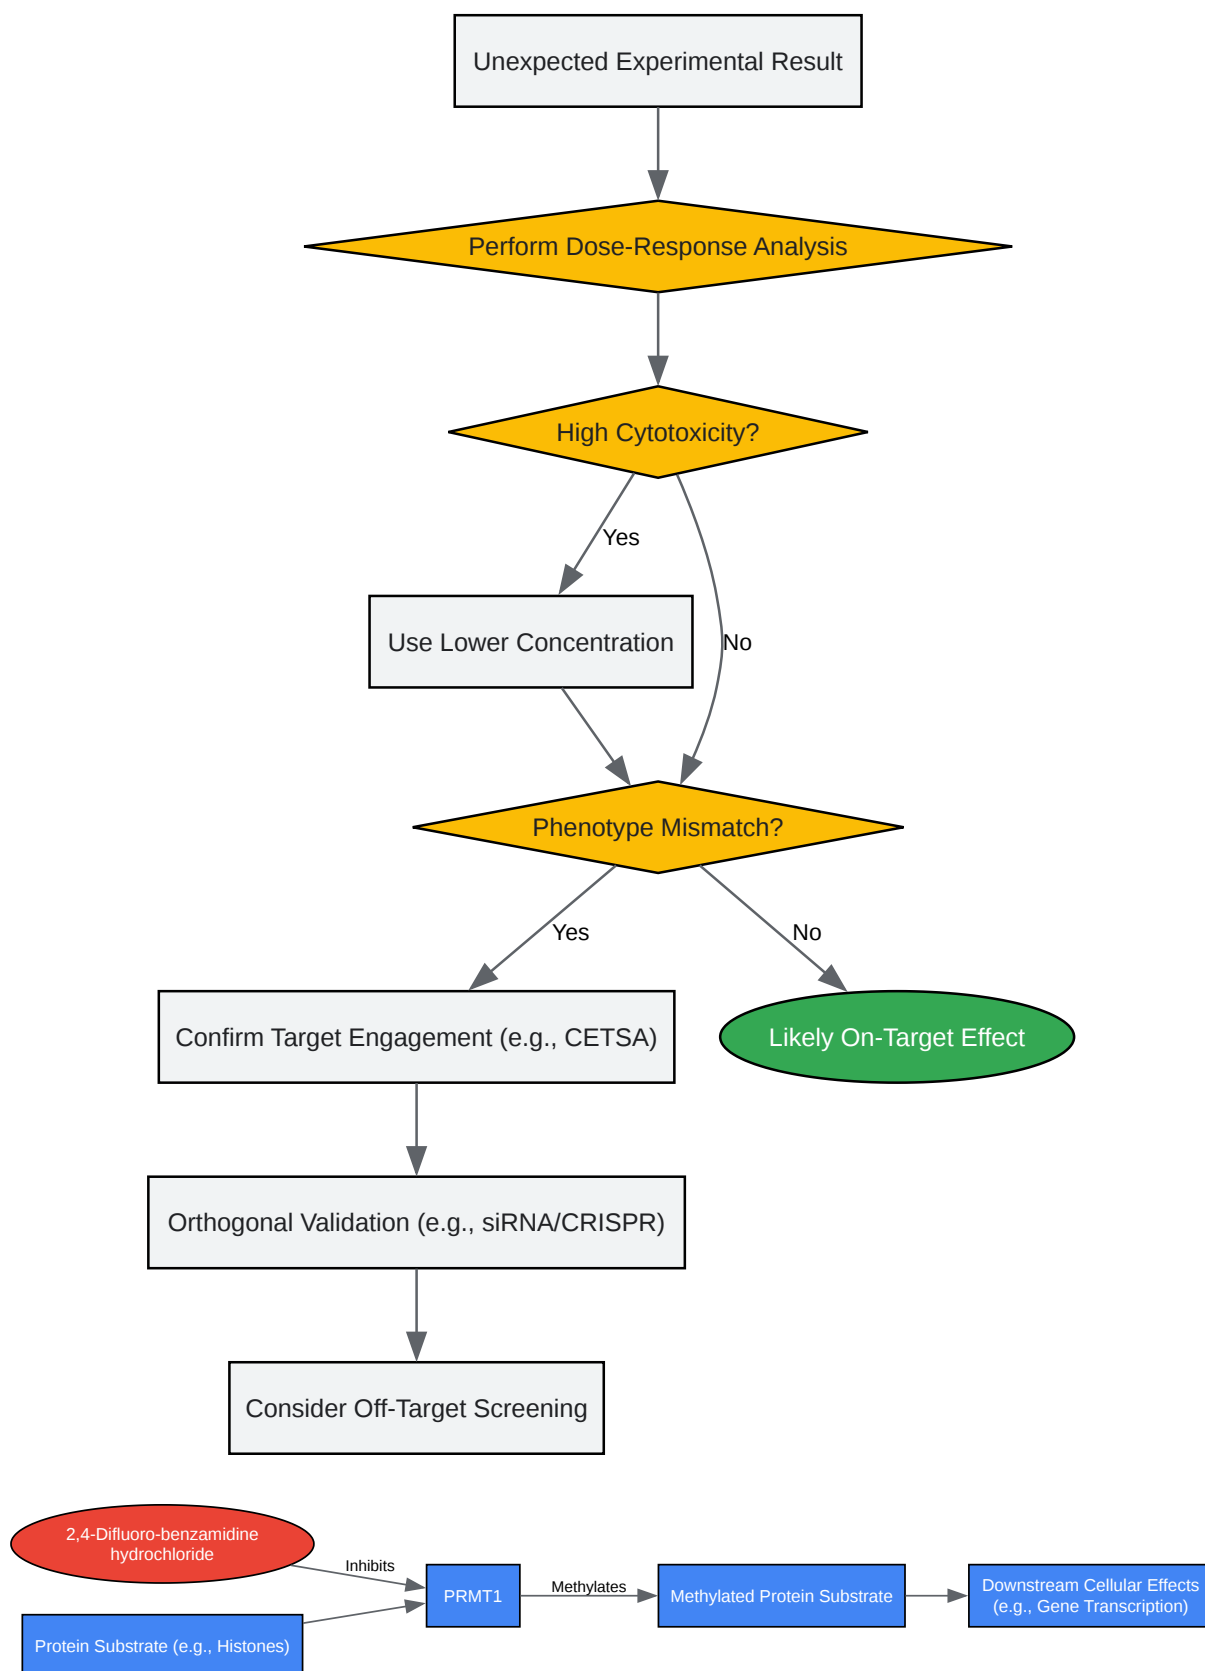 Unexpected Experimental Result
Perform Dose-Response Analysis
High Cytotoxicity?
Yes
Use Lower Concentration
No
Phenotype Mismatch?
Yes
No
Confirm Target Engagement (e.g., CETSA)
Likely On-Target Effect
Orthogonal Validation (e.g., siRNA/CRISPR)
Consider Off-Target Screening
2,4-Difluoro-benzamidine
hydrochloride
Inhibits
Protein Substrate (e.g., Histones)
PRMT1
Methylates
Methylated Protein Substrate
Downstream Cellular Effects
(e.g., Gene Transcription)